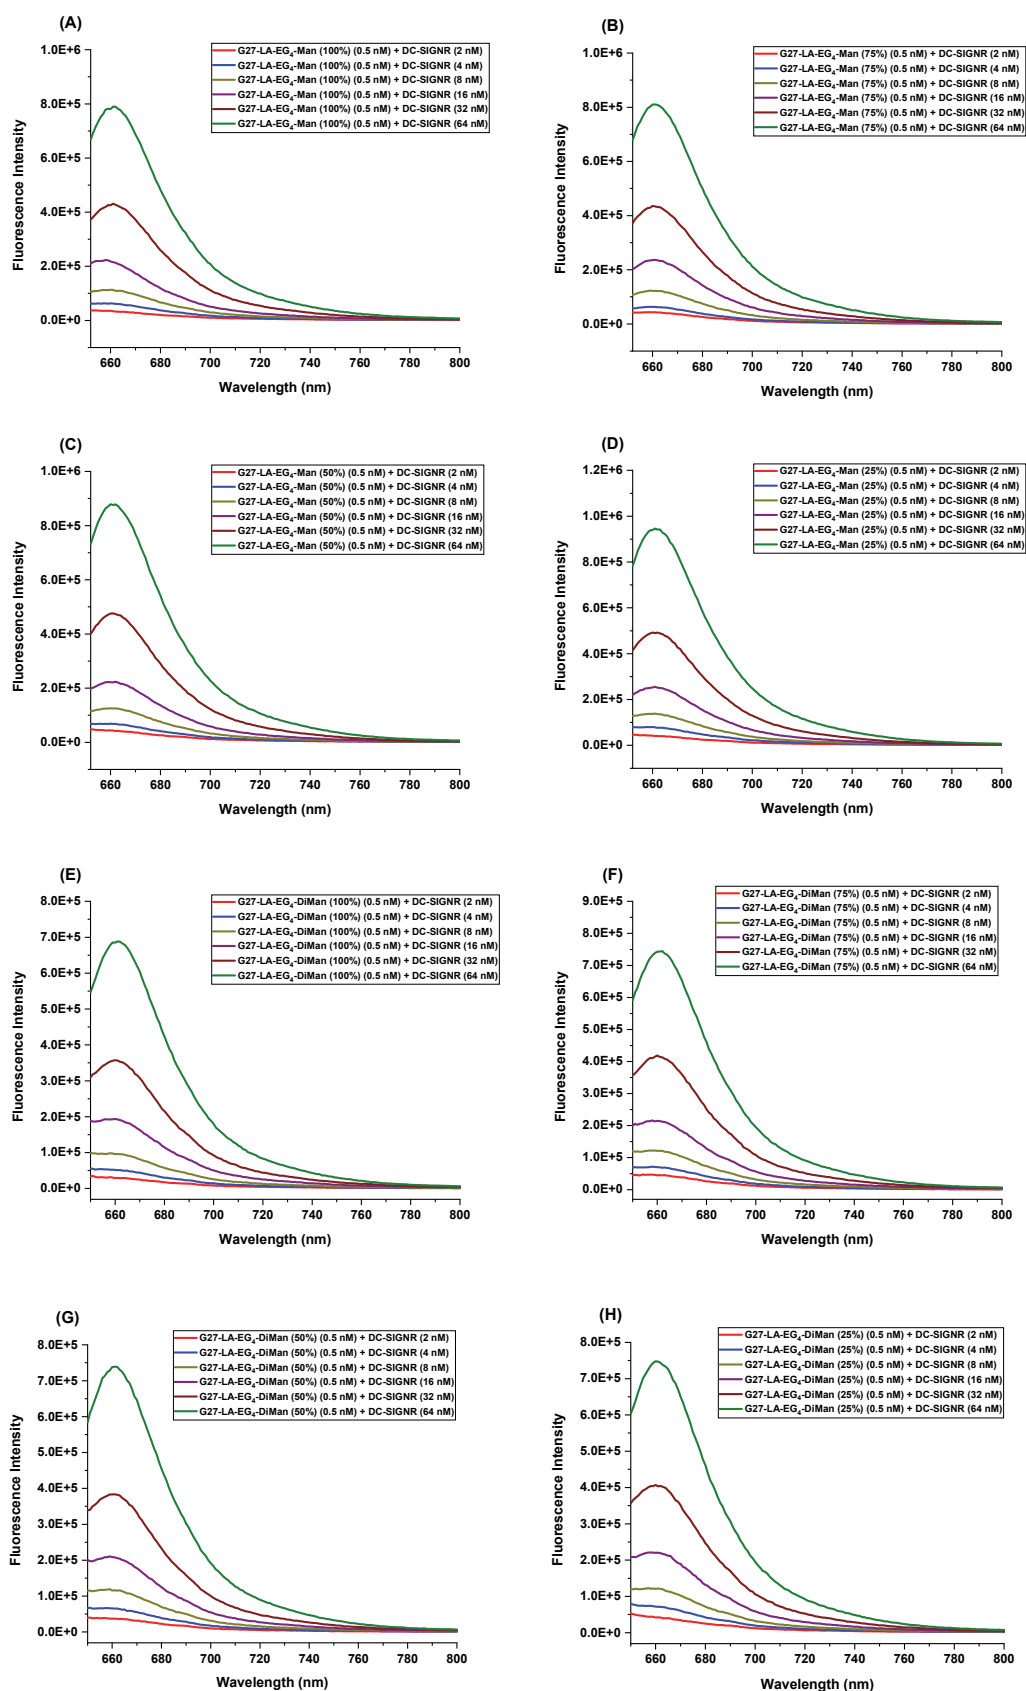 (A)
G27-LA-EG4-Man (100%) (0.5 nM) + DC-SIGNR (2 nM)
G27-LA-EG4-Man (100%) (0.5 nM) + DC-SIGNR (4 nM)
G27-LA-EG4-Man (100%) (0.5 nM) + DC-SIGNR (8 nM)
G27-LA-EG4-Man (100%) (0.5 nM) + DC-SIGNR (16 nM)
G27-LA-EG4-Man (100%) (0.5 nM) + DC-SIGNR (32 nM)
G27-LA-EG4-Man (100%) (0.5 nM) + DC-SIGNR (64 nM)
1.0E+6
8.0E+5
6.0E+5
4.0E+5
2.0E+5
0.0E+0
Fluorescence Intensity
660 680 700 720 740 760 780 800
Wavelength (nm)
(B)
G27-LA-EG4-Man (75%) (0.5 nM) + DC-SIGNR (2 nM)
G27-LA-EG4-Man (75%) (0.5 nM) + DC-SIGNR (4 nM)
G27-LA-EG4-Man (75%) (0.5 nM) + DC-SIGNR (8 nM)
G27-LA-EG4-Man (75%) (0.5 nM) + DC-SIGNR (16 nM)
G27-LA-EG4-Man (75%) (0.5 nM) + DC-SIGNR (32 nM)
G27-LA-EG4-Man (75%) (0.5 nM) + DC-SIGNR (64 nM)
1.0E+6
8.0E+5
6.0E+5
4.0E+5
2.0E+5
0.0E+0
Fluorescence Intensity
660 680 700 720 740 760 780 800
Wavelength (nm)
(C)
G27-LA-EG4-Man (50%) (0.5 nM) + DC-SIGNR (2 nM)
G27-LA-EG4-Man (50%) (0.5 nM) + DC-SIGNR (4 nM)
G27-LA-EG4-Man (50%) (0.5 nM) + DC-SIGNR (8 nM)
G27-LA-EG4-Man (50%) (0.5 nM) + DC-SIGNR (16 nM)
G27-LA-EG4-Man (50%) (0.5 nM) + DC-SIGNR (32 nM)
G27-LA-EG4-Man (50%) (0.5 nM) + DC-SIGNR (64 nM)
1.0E+6
8.0E+5
6.0E+5
4.0E+5
2.0E+5
0.0E+0
Fluorescence Intensity
660 680 700 720 740 760 780 800
Wavelength (nm)
(D)
G27-LA-EG4-Man (25%) (0.5 nM) + DC-SIGNR (2 nM)
G27-LA-EG4-Man (25%) (0.5 nM) + DC-SIGNR (4 nM)
G27-LA-EG4-Man (25%) (0.5 nM) + DC-SIGNR (8 nM)
G27-LA-EG4-Man (25%) (0.5 nM) + DC-SIGNR (16 nM)
G27-LA-EG4-Man (25%) (0.5 nM) + DC-SIGNR (32 nM)
G27-LA-EG4-Man (25%) (0.5 nM) + DC-SIGNR (64 nM)
1.2E+6
1.0E+6
8.0E+5
6.0E+5
4.0E+5
2.0E+5
0.0E+0
Fluorescence Intensity
660 680 700 720 740 760 780 800
Wavelength (nm)
(E)
G27-LA-EG4-DiMan (100%) (0.5 nM) + DC-SIGNR (2 nM)
G27-LA-EG4-DiMan (100%) (0.5 nM) + DC-SIGNR (4 nM)
G27-LA-EG4-DiMan (100%) (0.5 nM) + DC-SIGNR (8 nM)
G27-LA-EG4-DiMan (100%) (0.5 nM) + DC-SIGNR (16 nM)
G27-LA-EG4-DiMan (100%) (0.5 nM) + DC-SIGNR (32 nM)
G27-LA-EG4-DiMan (100%) (0.5 nM) + DC-SIGNR (64 nM)
8.0E+5
7.0E+5
6.0E+5
5.0E+5
4.0E+5
3.0E+5
2.0E+5
1.0E+5
0.0E+0
Fluorescence Intensity
660 680 700 720 740 760 780 800
Wavelength (nm)
(F)
G27-LA-EG4-DiMan (75%) (0.5 nM) + DC-SIGNR (2 nM)
G27-LA-EG4-DiMan (75%) (0.5 nM) + DC-SIGNR (4 nM)
G27-LA-EG4-DiMan (75%) (0.5 nM) + DC-SIGNR (8 nM)
G27-LA-EG4-DiMan (75%) (0.5 nM) + DC-SIGNR (16 nM)
G27-LA-EG4-DiMan (75%) (0.5 nM) + DC-SIGNR (32 nM)
G27-LA-EG4-DiMan (75%) (0.5 nM) + DC-SIGNR (64 nM)
9.0E+5
8.0E+5
7.0E+5
6.0E+5
5.0E+5
4.0E+5
3.0E+5
2.0E+5
1.0E+5
0.0E+0
Fluorescence Intensity
660 680 700 720 740 760 780 800
Wavelength (nm)
(G)
G27-LA-EG4-DiMan (50%) (0.5 nM) + DC-SIGNR (2 nM)
G27-LA-EG4-DiMan (50%) (0.5 nM) + DC-SIGNR (4 nM)
G27-LA-EG4-DiMan (50%) (0.5 nM) + DC-SIGNR (8 nM)
G27-LA-EG4-DiMan (50%) (0.5 nM) + DC-SIGNR (16 nM)
G27-LA-EG4-DiMan (50%) (0.5 nM) + DC-SIGNR (32 nM)
G27-LA-EG4-DiMan (50%) (0.5 nM) + DC-SIGNR (64 nM)
8.0E+5
7.0E+5
6.0E+5
5.0E+5
4.0E+5
3.0E+5
2.0E+5
1.0E+5
0.0E+0
Fluorescence Intensity
660 680 700 720 740 760 780 800
Wavelength (nm)
(H)
G27-LA-EG4-DiMan (25%) (0.5 nM) + DC-SIGNR (2 nM)
G27-LA-EG4-DiMan (25%) (0.5 nM) + DC-SIGNR (4 nM)
G27-LA-EG4-DiMan (25%) (0.5 nM) + DC-SIGNR (8 nM)
G27-LA-EG4-DiMan (25%) (0.5 nM) + DC-SIGNR (16 nM)
G27-LA-EG4-DiMan (25%) (0.5 nM) + DC-SIGNR (32 nM)
G27-LA-EG4-DiMan (25%) (0.5 nM) + DC-SIGNR (64 nM)
8.0E+5
7.0E+5
6.0E+5
5.0E+5
4.0E+5
3.0E+5
2.0E+5
1.0E+5
0.0E+0
Fluorescence Intensity
660 680 700 720 740 760 780 800
Wavelength (nm)